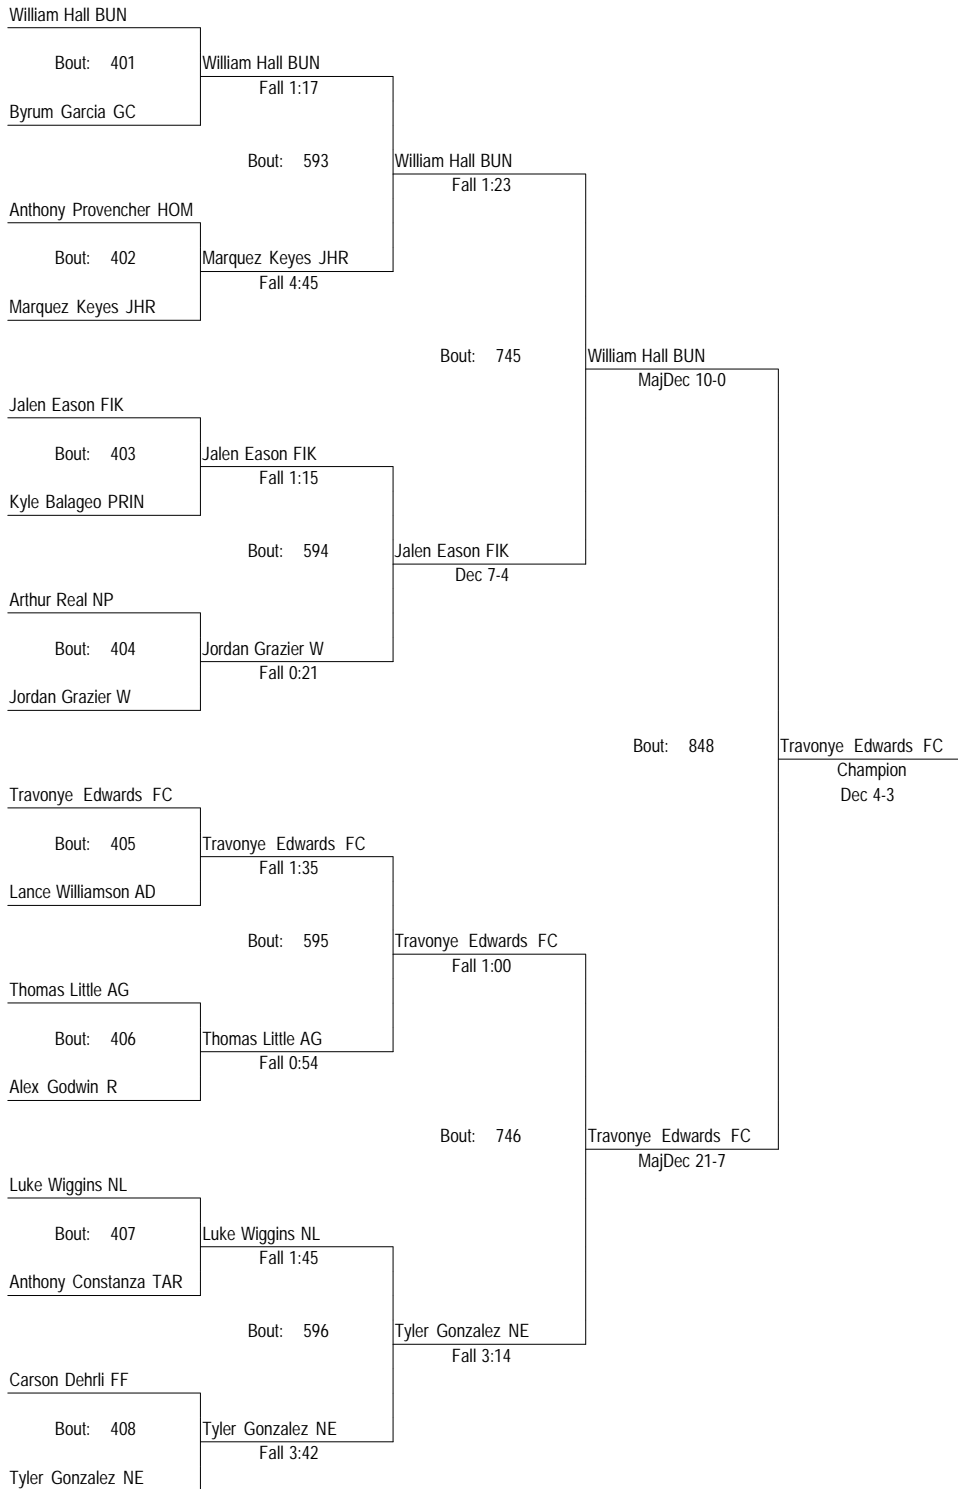 William Hall BUN
Bout: 401
William Hall BUN
Fall 1:17
Byrum Garcia GC
Bout: 593
William Hall BUN
Fall 1:23
Anthony Provencher HOM
Bout: 402
Marquez Keyes JHR
Fall 4:45
Marquez Keyes JHR
Bout: 745
William Hall BUN
MajDec 10-0
Jalen Eason FIK
Bout: 403
Jalen Eason FIK
Fall 1:15
Kyle Balageo PRIN
Bout: 594
Jalen Eason FIK
Dec 7-4
Arthur Real NP
Bout: 404
Jordan Grazier W
Fall 0:21
Jordan Grazier W
Bout: 848
Travonye Edwards FC
Champion
Dec 4-3
Travonye Edwards FC
Bout: 405
Travonye Edwards FC
Fall 1:35
Lance Williamson AD
Bout: 595
Travonye Edwards FC
Fall 1:00
Thomas Little AG
Bout: 406
Thomas Little AG
Fall 0:54
Alex Godwin R
Bout: 746
Travonye Edwards FC
MajDec 21-7
Luke Wiggins NL
Bout: 407
Luke Wiggins NL
Fall 1:45
Anthony Constanza TAR
Bout: 596
Tyler Gonzalez NE
Fall 3:14
Carson Dehrli FF
Bout: 408
Tyler Gonzalez NE
Fall 3:42
Tyler Gonzalez NE